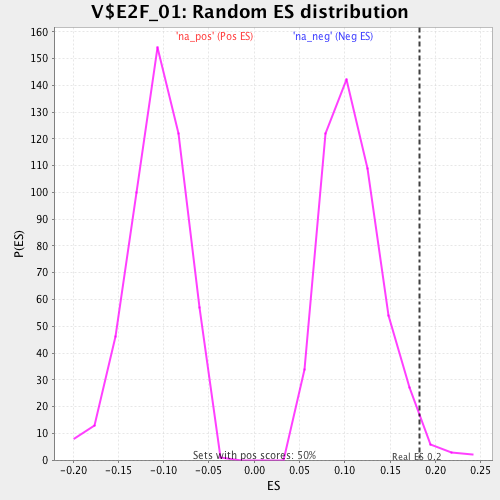 V$E2F_01: Random ES distribution
'na_pos' (Pos ES) 'na_neg' (Neg ES)
160
150
140
130
120
110
100
90
80
70
60
50
40
30
20
10
0
P(ES)
Sets with pos scores: 50% Real ES 0.2
-0.20 -0.15 -0.10 -0.05 0.00 0.05 0.10 0.15 0.20 0.25
ES